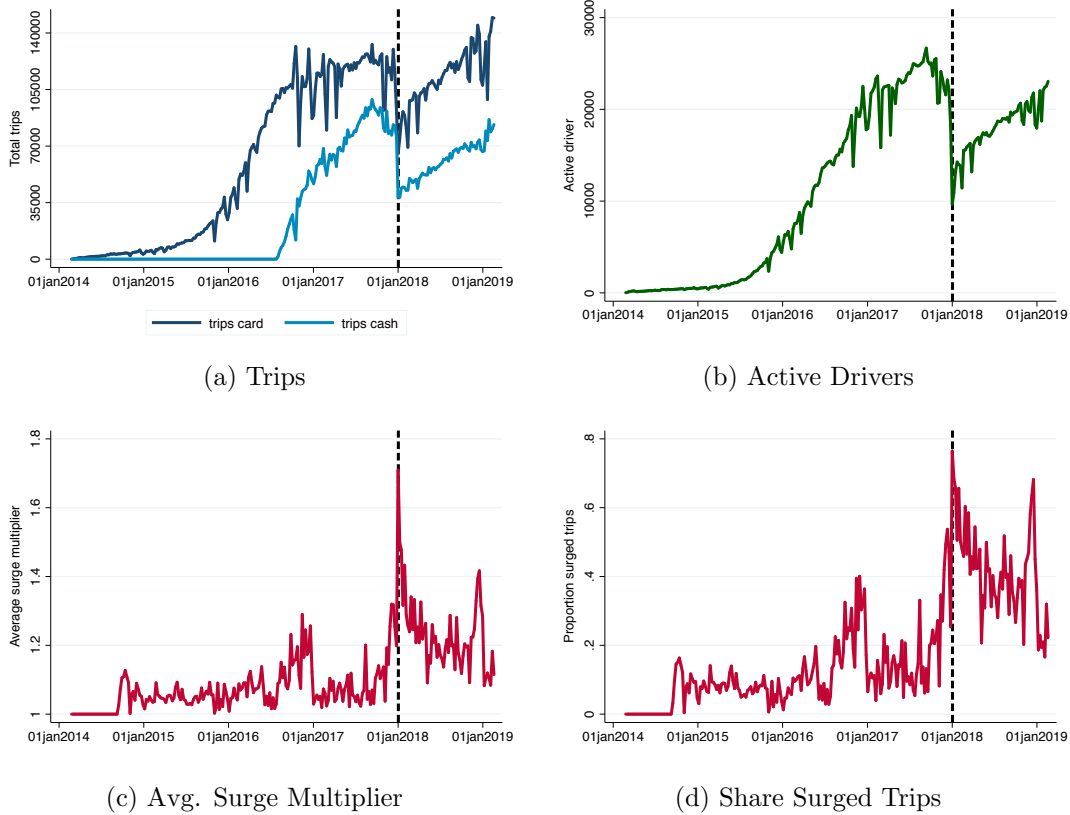 Total trips
140000
105000
70000
35000
0
01jan2014 01jan2015 01jan2016 01jan2017 01jan2018 01jan2019
trips card trips cash
(a) Trips
Active driver
30000
20000
10000
0
01jan2014 01jan2015 01jan2016 01jan2017 01jan2018 01jan2019
(b) Active Drivers
Average surge multiplier
1.8
1.6
1.4
1.2
1
01jan2014 01jan2015 01jan2016 01jan2017 01jan2018 01jan2019
(c) Avg. Surge Multiplier
Proportion surged trips
.8
.6
.4
.2
0
01jan2014 01jan2015 01jan2016 01jan2017 01jan2018 01jan2019
(d) Share Surged Trips